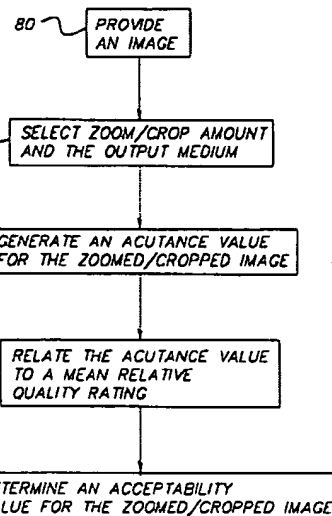 80
PROVIDE
AN IMAGE
SELECT ZOOM/CROP AMOUNT
AND THE OUTPUT MEDIUM
GENERATE AN ACUTANCE VALUE
FOR THE ZOOMED/CROPPED IMAGE
RELATE THE ACUTANCE VALUE
TO A MEAN RELATIVE
QUALITY RATING
TERMINE AN ACCEPTABILITY
LUE FOR THE ZOOMED/CROPPED IMAGE